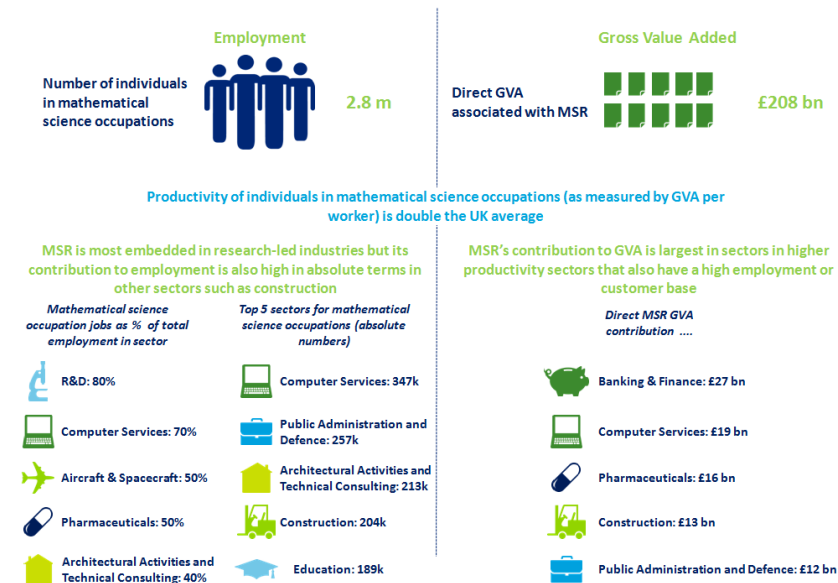 Employment
Number of individuals
in mathematical
science occupations
2.8 m
Gross Value Added
Direct GVA
associated with MSR
£208 bn
Productivity of individuals in mathematical science occupations (as measured by GVA per
worker) is double the UK average
MSR is most embedded in research-led industries but its
contribution to employment is also high in absolute terms in
other sectors such as construction
Mathematical science
occupation jobs as % of total
employment in sector
R&D: 80%
Computer Services: 70%
Aircraft & Spacecraft: 50%
Pharmaceuticals: 50%
Architectural Activities and
Technical Consulting: 40%
Top 5 sectors for mathematical
science occupations (absolute
numbers)
Computer Services: 347k
Public Administration and
Defence: 257k
Architectural Activities and
Technical Consulting: 213k
Construction: 204k
Education: 189k
MSR's contribution to GVA is largest in sectors in higher
productivity sectors that also have a high employment or
customer base
Direct MSR GVA
contribution ....
Banking & Finance: £27 bn
Computer Services: £19 bn
Pharmaceuticals: £16 bn
Construction: £13 bn
Public Administration and Defence: £12 bn